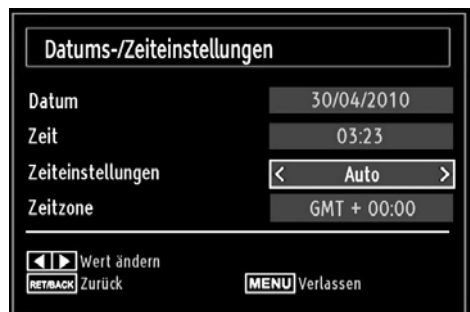 Datums-/Zeiteinstellungen
Datum 30/04/2010
Zeit 03:23
Zeiteinstellungen < Auto >
Zeitzone GMT + 00:00
Wert ändern
RET/BACK Zurück MENU Verlassen